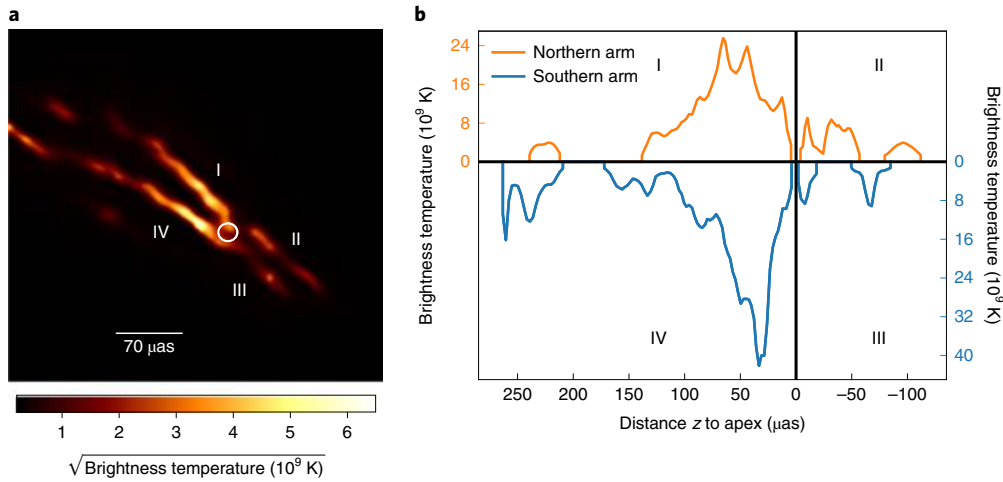 a
I
II
IV
III
70 µas
1 2 3 4 5 6
√Brightness temperature (10⁹ K)
b
Northern arm
Southern arm
I
II
IV
III
24
16
8
0
Brightness temperature (10⁹ K)
0
8
16
24
32
40
Brightness temperature (10⁹ K)
250 200 150 100 50 0 −50 −100
Distance z to apex (µas)